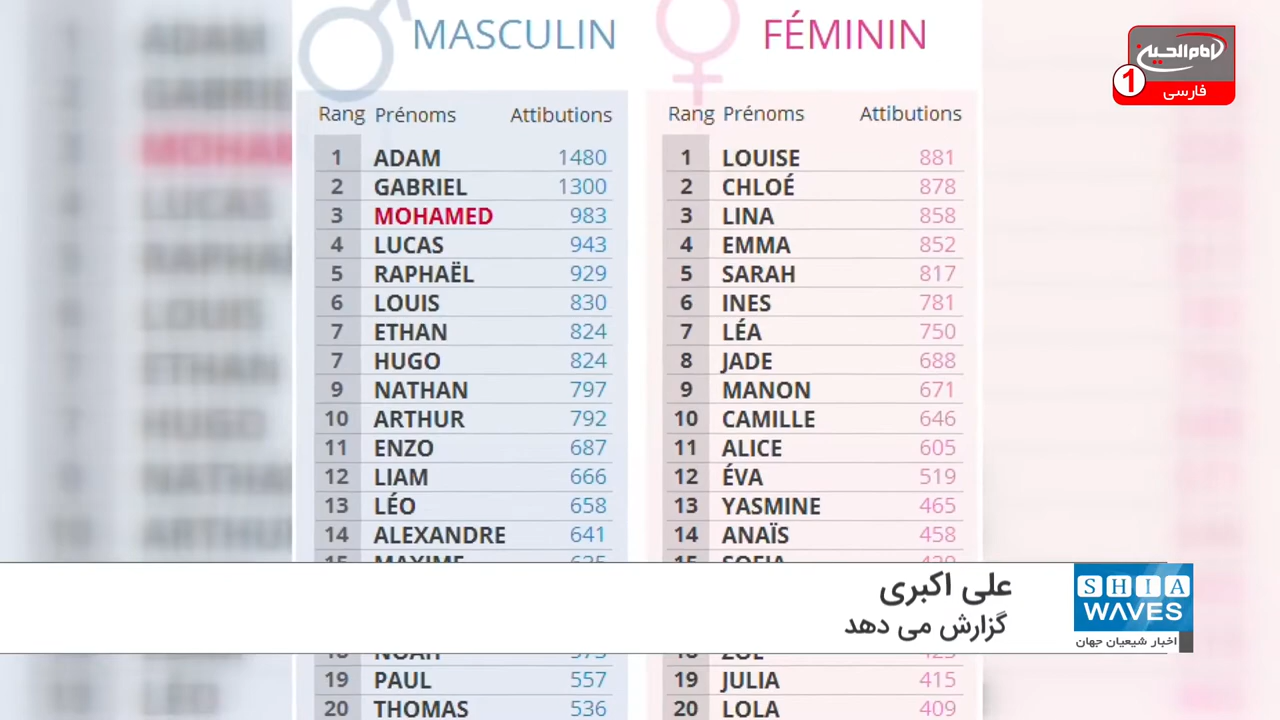 MASCULIN
Rang Prénoms Attibutions
1 ADAM 1480
2 GABRIEL 1300
3 MOHAMED 983
4 LUCAS 943
5 RAPHAËL 929
6 LOUIS 830
7 ETHAN 824
7 HUGO 824
9 NATHAN 797
10 ARTHUR 792
11 ENZO 687
12 LIAM 666
13 LÉO 658
14 ALEXANDRE 641
19 PAUL 557
20 THOMAS 536
FÉMININ
Rang Prénoms Attibutions
1 LOUISE 881
2 CHLOÉ 878
3 LINA 858
4 EMMA 852
5 SARAH 817
6 INES 781
7 LÉA 750
8 JADE 688
9 MANON 671
10 CAMILLE 646
11 ALICE 605
12 ÉVA 519
13 YASMINE 465
14 ANAÏS 458
19 JULIA 415
20 LOLA 409
امام الحسین
1
فارسی
علی اکبری
گزارش می دهد
SHIA
WAVES
اخبار شیعیان جهان